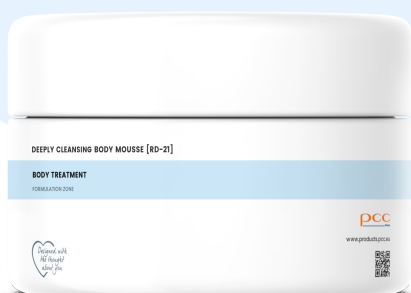 DEEPLY CLEANSING BODY MOUSSE [RD-21]
BODY TREATMENT
FORMULATION ZONE
pcc
www.products.pcc.eu
Designed with
the thought
about you